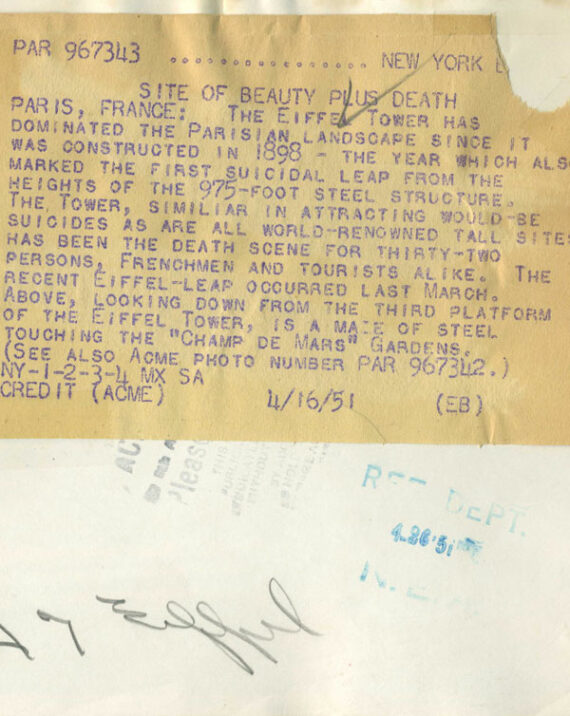 PAR 967343 ................ NEW YORK
SITE OF BEAUTY PLUS DEATH
PARIS, FRANCE: THE EIFFEL TOWER HAS
DOMINATED THE PARISIAN LANDSCAPE SINCE IT
WAS CONSTRUCTED IN 1898 - THE YEAR WHICH ALSO
MARKED THE FIRST SUICIDAL LEAP FROM THE
HEIGHTS OF THE 975-FOOT STEEL STRUCTURE.
THE TOWER, SIMILIAR IN ATTRACTING WOULD-BE
SUICIDES AS ARE ALL WORLD-RENOWNED TALL SITES
HAS BEEN THE DEATH SCENE FOR THIRTY-TWO
PERSONS, FRENCHMEN AND TOURISTS ALIKE. THE
RECENT EIFFEL-LEAP OCCURRED LAST MARCH.
ABOVE, LOOKING DOWN FROM THE THIRD PLATFORM
OF THE EIFFEL TOWER, IS A MAZE OF STEEL
TOUCHING THE "CHAMP DE MARS" GARDENS.
(SEE ALSO ACME PHOTO NUMBER PAR 967342.)
NY-1-2-3-4 MX SA
CREDIT (ACME) 4/16/51 (EB)
Please
DEPT.
Eiffel